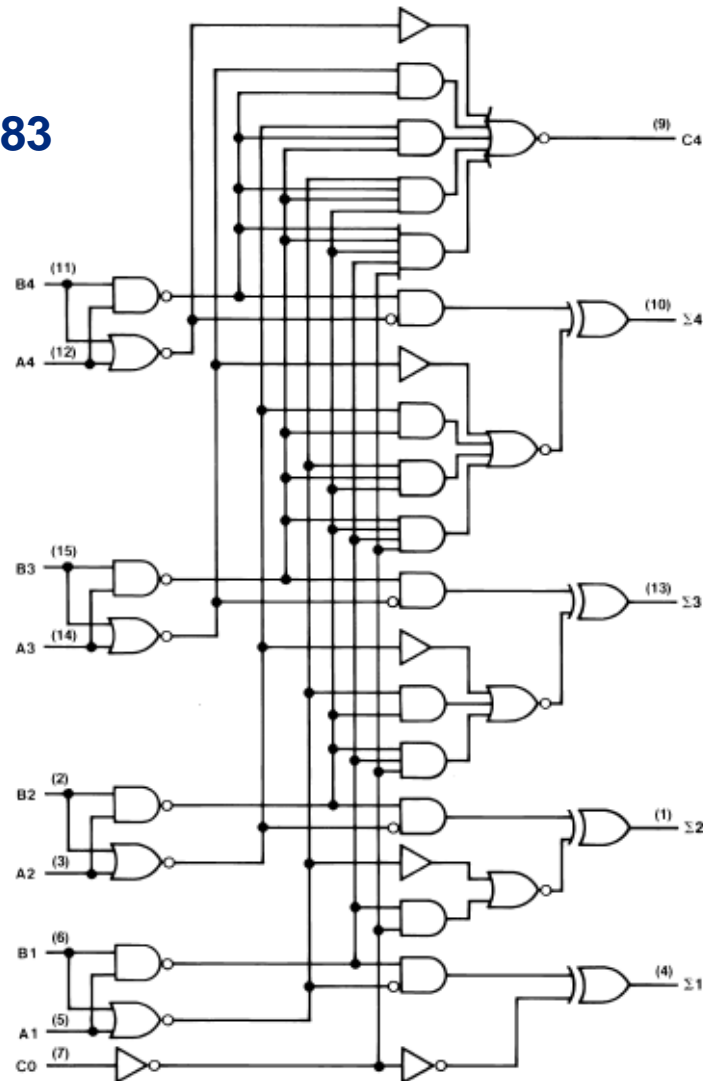 83
(9)
C4
B4 (11)
(10)
Σ4
A4 (12)
B3 (15)
(13)
Σ3
A3 (14)
B2 (2)
(1)
Σ2
A2 (3)
B1 (6)
(4)
Σ1
A1 (5)
C0 (7)